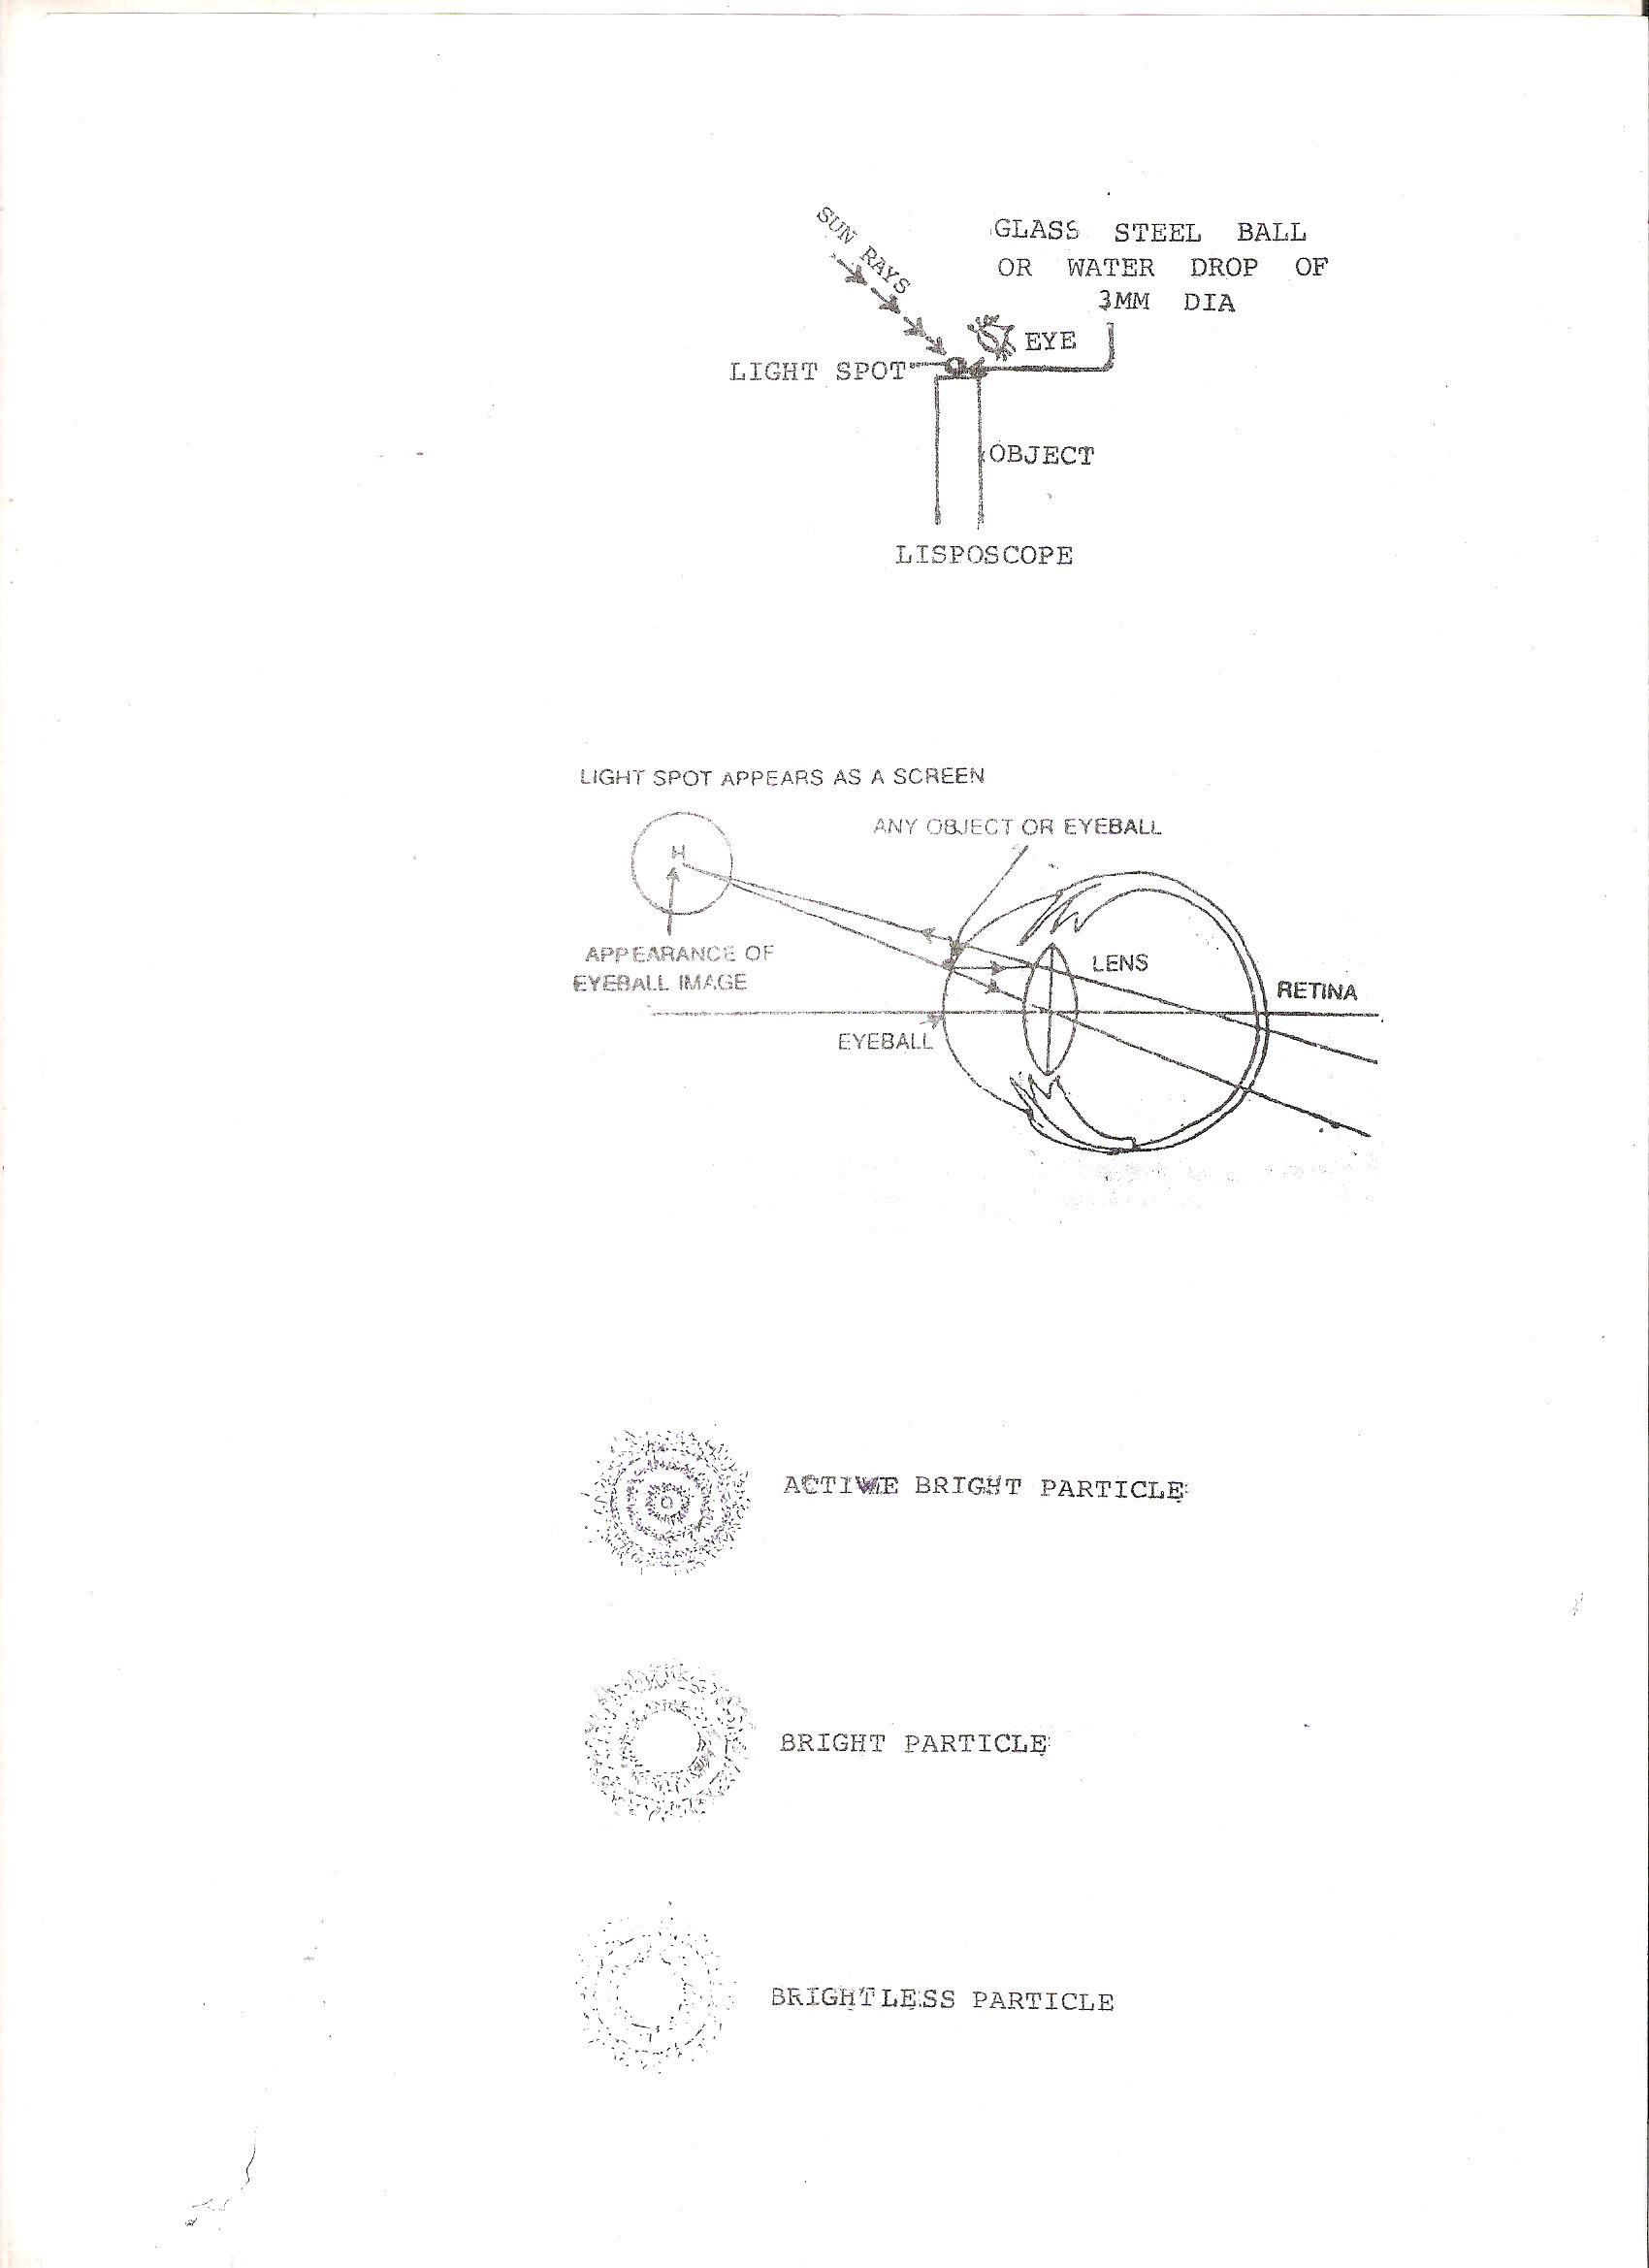 SUN RAYS
GLASS STEEL BALL
OR WATER DROP OF
3MM DIA
EYE
LIGHT SPOT
OBJECT
LISPOSCOPE
LIGHT SPOT APPEARS AS A SCREEN
ANY OBJECT OR EYEBALL
H
APPEARANCE OF
EYEBALL IMAGE
LENS
RETINA
EYEBALL
ACTIVE BRIGHT PARTICLE
BRIGHT PARTICLE
BRIGHTLESS PARTICLE